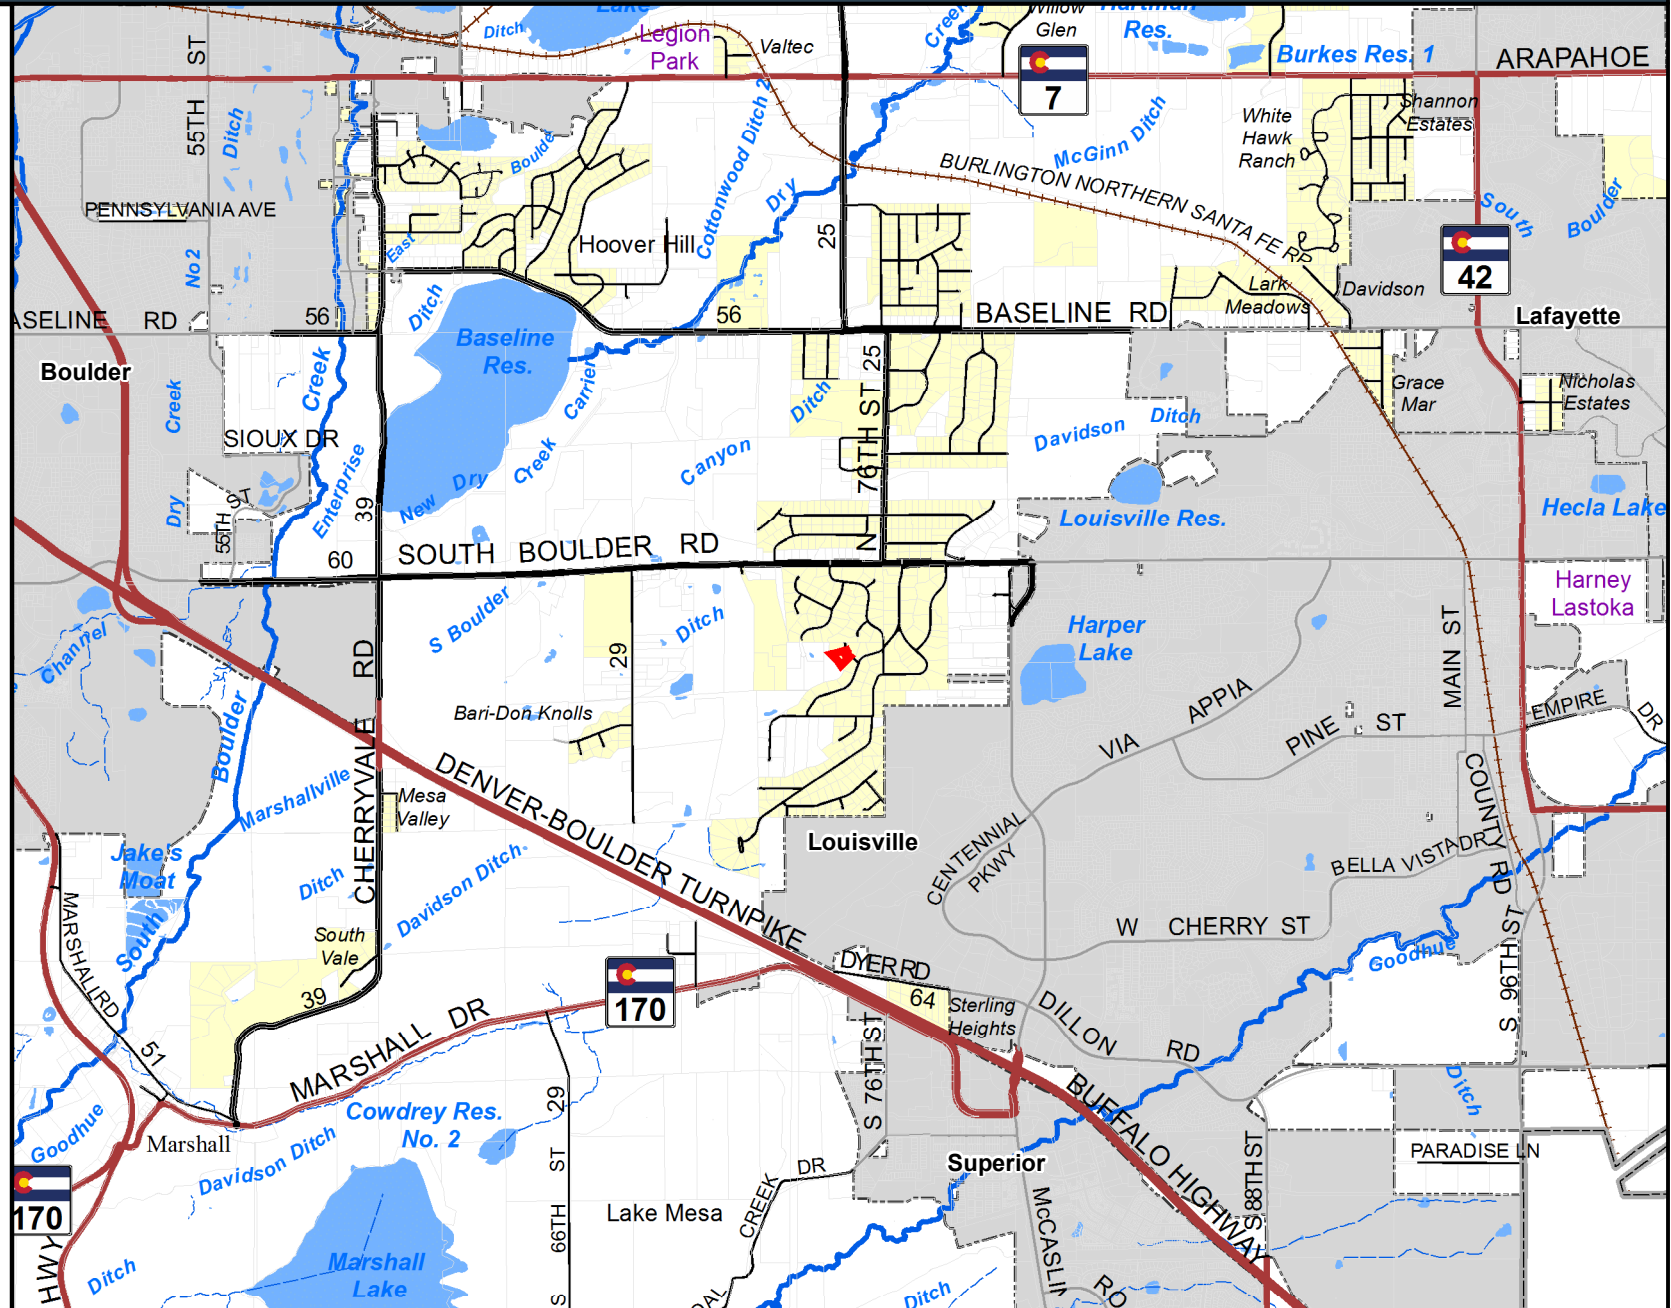 Lake
Ditch
Legion
Park
Valtec
Creek
Willow
Glen
Hartman
Res.
Burkes Res. 1
ARAPAHOE
7
55TH ST
Ditch
No 2
Boulder
Cottonwood Ditch 2
Dry
McGinn Ditch
White
Hawk
Ranch
Shannon
Estates
BURLINGTON NORTHERN SANTA FE RR
PENNSYLVANIA AVE
East
Hoover Hill
25
South
Boulder
42
Lark
Meadows
Davidson
Lafayette
ASELINE RD
56
Ditch
56
BASELINE RD
Boulder
Baseline
Res.
Creek
Dry
Creek
Carrier
Ditch
25
76TH ST
N
Grace
Mar
Nicholas
Estates
Davidson
Ditch
SIOUX DR
Enterprise
39
New Dry Creek
Canyon
55TH ST
Louisville Res.
Hecla Lake
60
SOUTH BOULDER RD
Channel
S Boulder
Ditch
29
Harper
Lake
Harney
Lastoka
MAIN ST
CHERRYVALE RD
Boulder
Bari-Don Knolls
VIA APPIA
PINE ST
EMPIRE
DR
Marshallville
Ditch
Mesa
Valley
DENVER-BOULDER TURNPIKE
Louisville
CENTENNIAL
PKWY
COUNTY RD
BELLA VISTA DR
Jake's
Moat
South
Davidson Ditch
MARSHALL RD
South
Vale
W CHERRY ST
Goodhue
S 96TH ST
39
170
DYER RD
64
Sterling
Heights
DILLON RD
MARSHALL DR
51
29
S 76TH ST
BUFFALO HIGHWAY
Ditch
Goodhue
Marshall
Cowdrey Res.
No. 2
Davidson Ditch
PARADISE LN
Superior
170
HWY
Lake Mesa
S 66TH ST
CREEK DR
S 88TH ST
Ditch
Marshall
Lake
Ditch